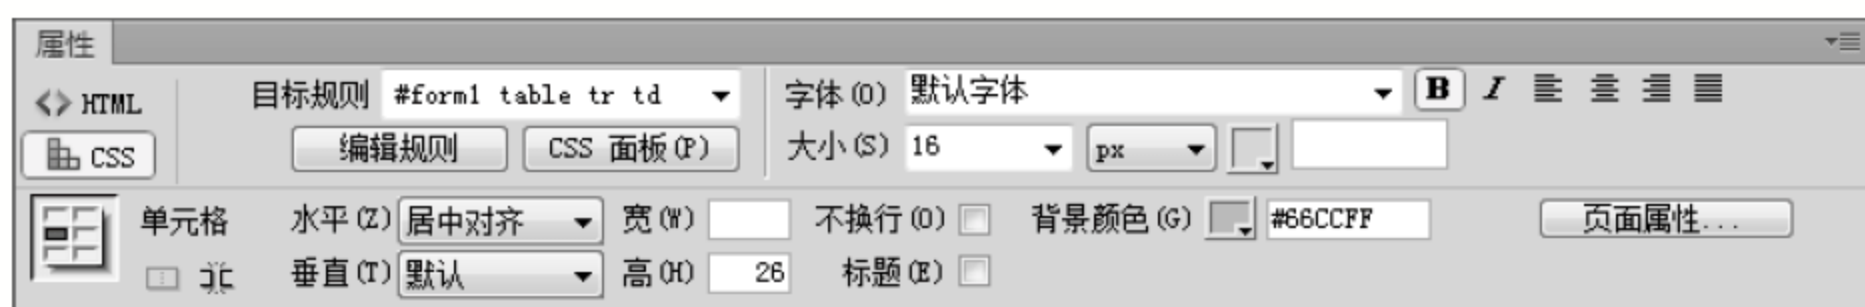 属性
<> HTML 目标规则 #form1 table tr td 字体(O) 默认字体 B I
CSS 编辑规则 CSS 面板(P) 大小(S) 16 px
单元格 水平(Z) 居中对齐 宽(W) 不换行(O) 背景颜色(G) #66CCFF 页面属性...
垂直(T) 默认 高(H) 26 标题(E)